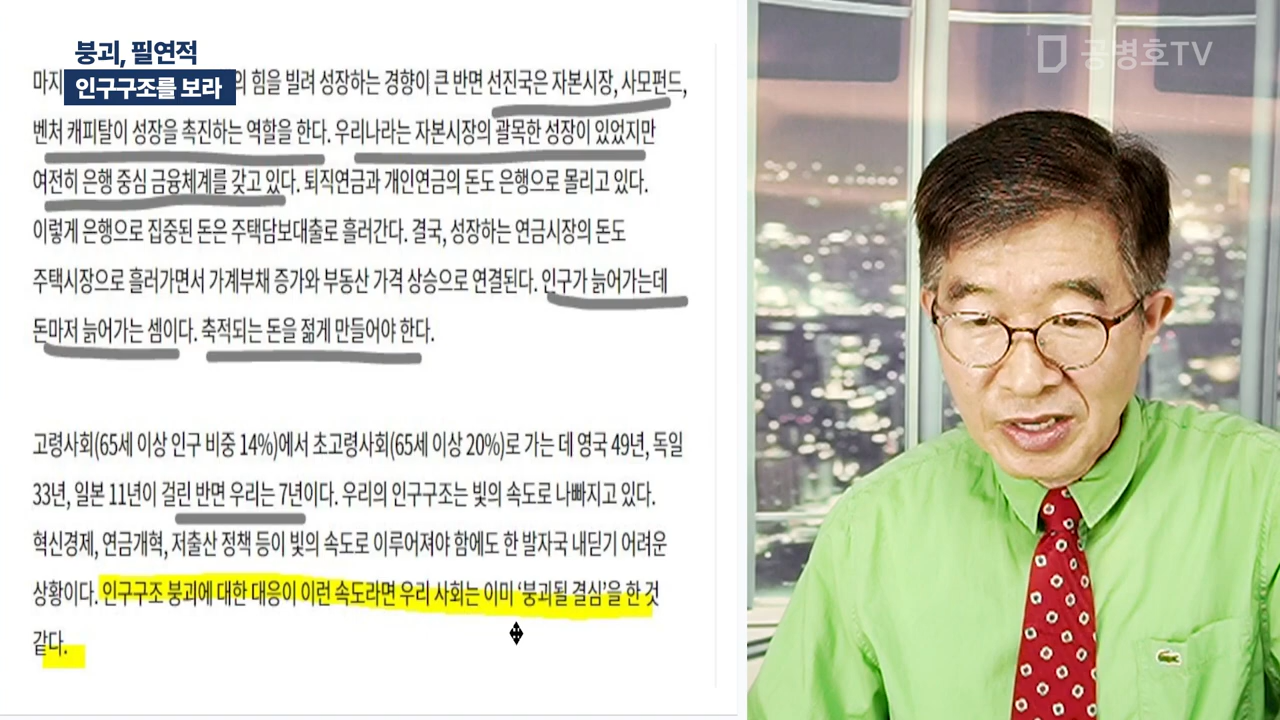 붕괴, 필연적
인구구조를 보라
공병호TV
마지 의 힘을 빌려 성장하는 경향이 큰 반면 선진국은 자본시장, 사모펀드,
벤처 캐피탈이 성장을 촉진하는 역할을 한다. 우리나라는 자본시장의 괄목한 성장이 있었지만
여전히 은행 중심 금융체계를 갖고 있다. 퇴직연금과 개인연금의 돈도 은행으로 몰리고 있다.
이렇게 은행으로 집중된 돈은 주택담보대출로 흘러간다. 결국, 성장하는 연금시장의 돈도
주택시장으로 흘러가면서 가계부채 증가와 부동산 가격 상승으로 연결된다. 인구가 늙어가는데
돈마저 늙어가는 셈이다. 축적되는 돈을 젊게 만들어야 한다.
고령사회(65세 이상 인구 비중 14%)에서 초고령사회(65세 이상 20%)로 가는 데 영국 49년, 독일
33년, 일본 11년이 걸린 반면 우리는 7년이다. 우리의 인구구조는 빛의 속도로 나빠지고 있다.
혁신경제, 연금개혁, 저출산 정책 등이 빛의 속도로 이루어져야 함에도 한 발자국 내딛기 어려운
상황이다. 인구구조 붕괴에 대한 대응이 이런 속도라면 우리 사회는 이미 ‘붕괴될 결심’을 한 것
같다.